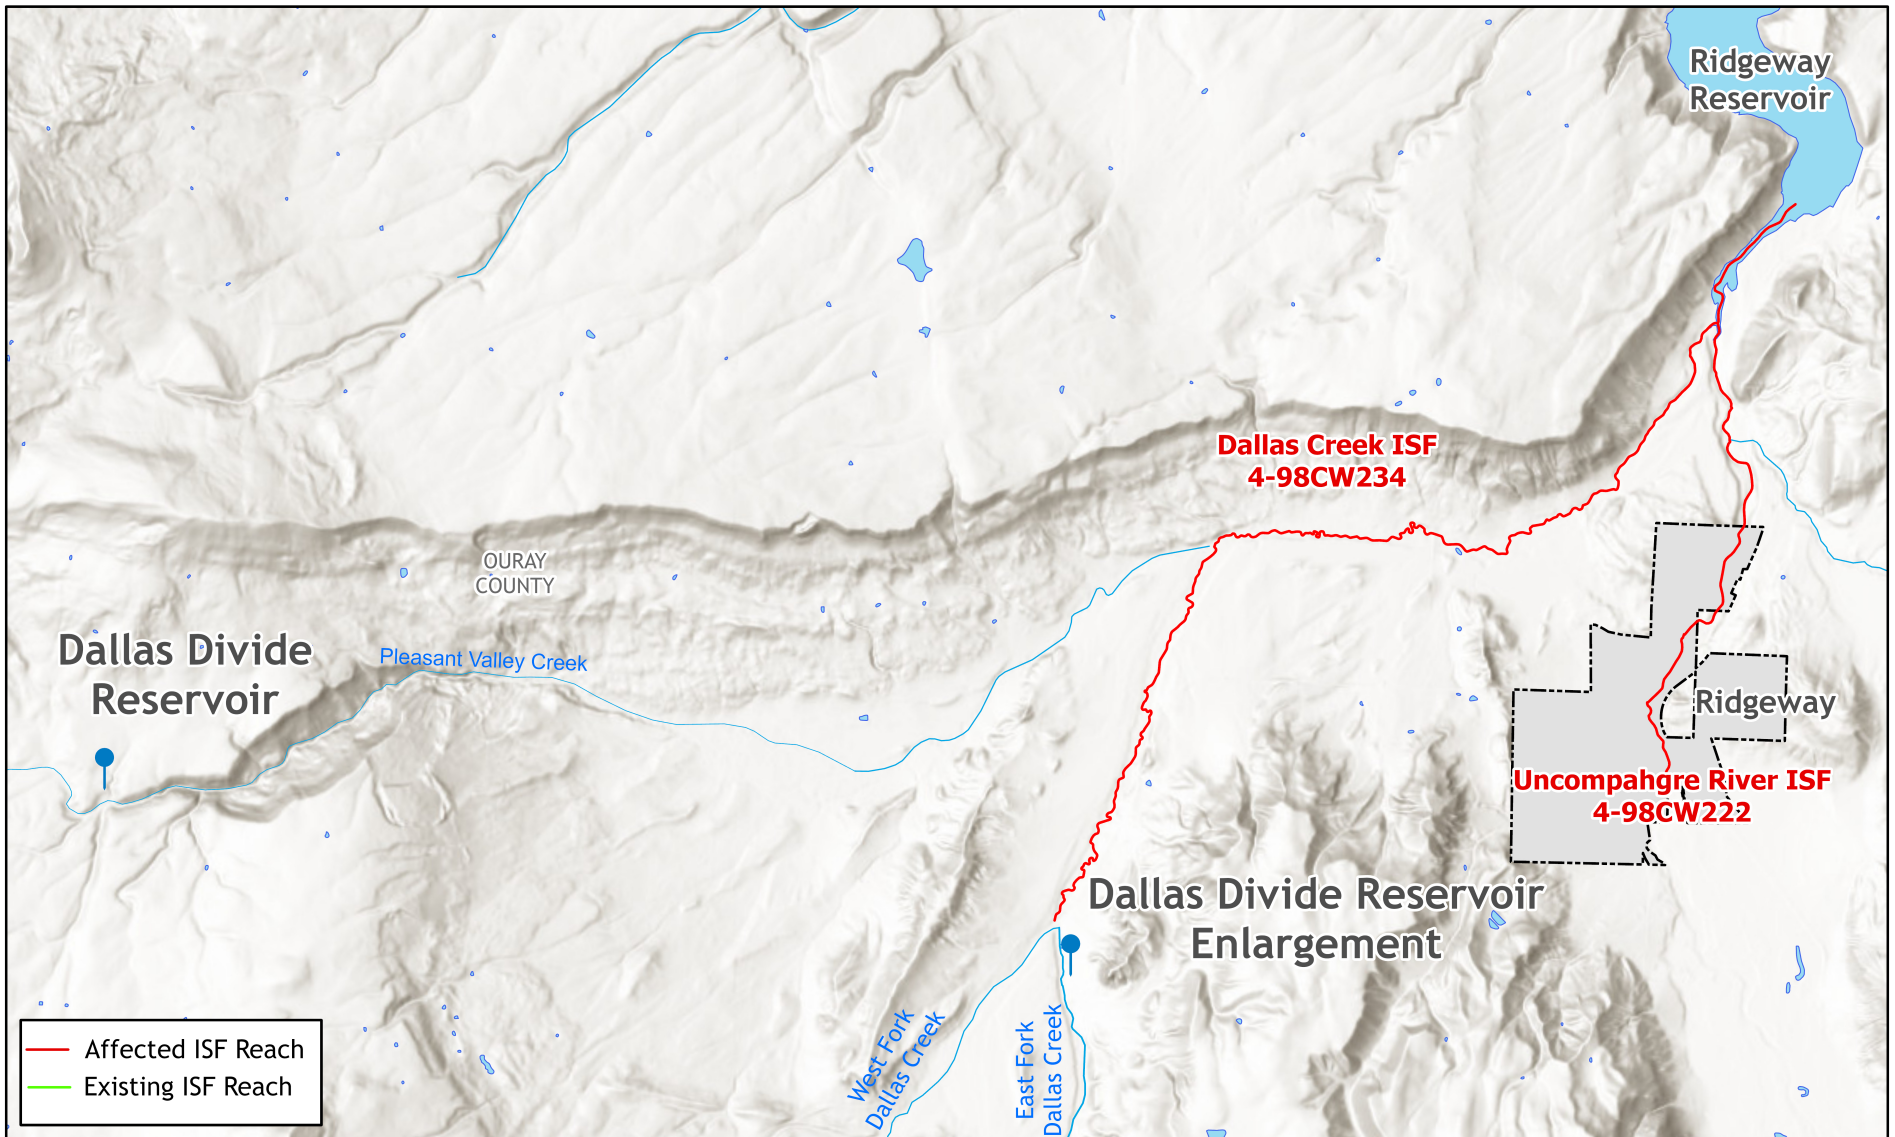 Ridgeway
Reservoir
Dallas Creek ISF
4-98CW234
OURAY
COUNTY
Dallas Divide
Reservoir
Pleasant Valley Creek
Ridgeway
Uncompahgre River ISF
4-98CW222
Dallas Divide Reservoir
Enlargement
West Fork
Dallas Creek
East Fork
Dallas Creek
Affected ISF Reach
Existing ISF Reach